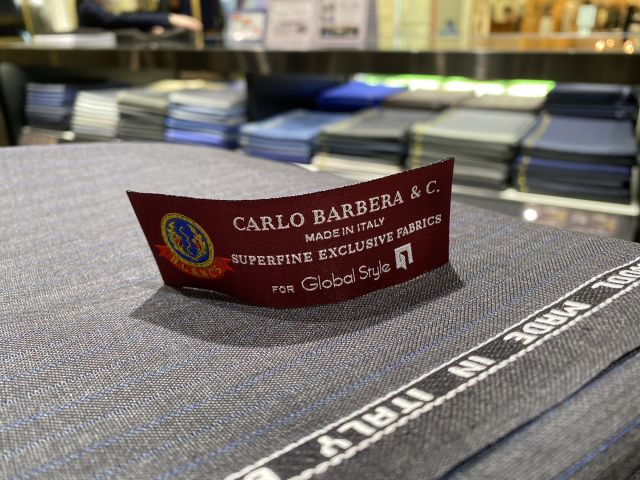 CARLO BARBERA & C.
MADE IN ITALY
SUPERFINE EXCLUSIVE FABRICS
FOR Global Style
MADE IN ITALY